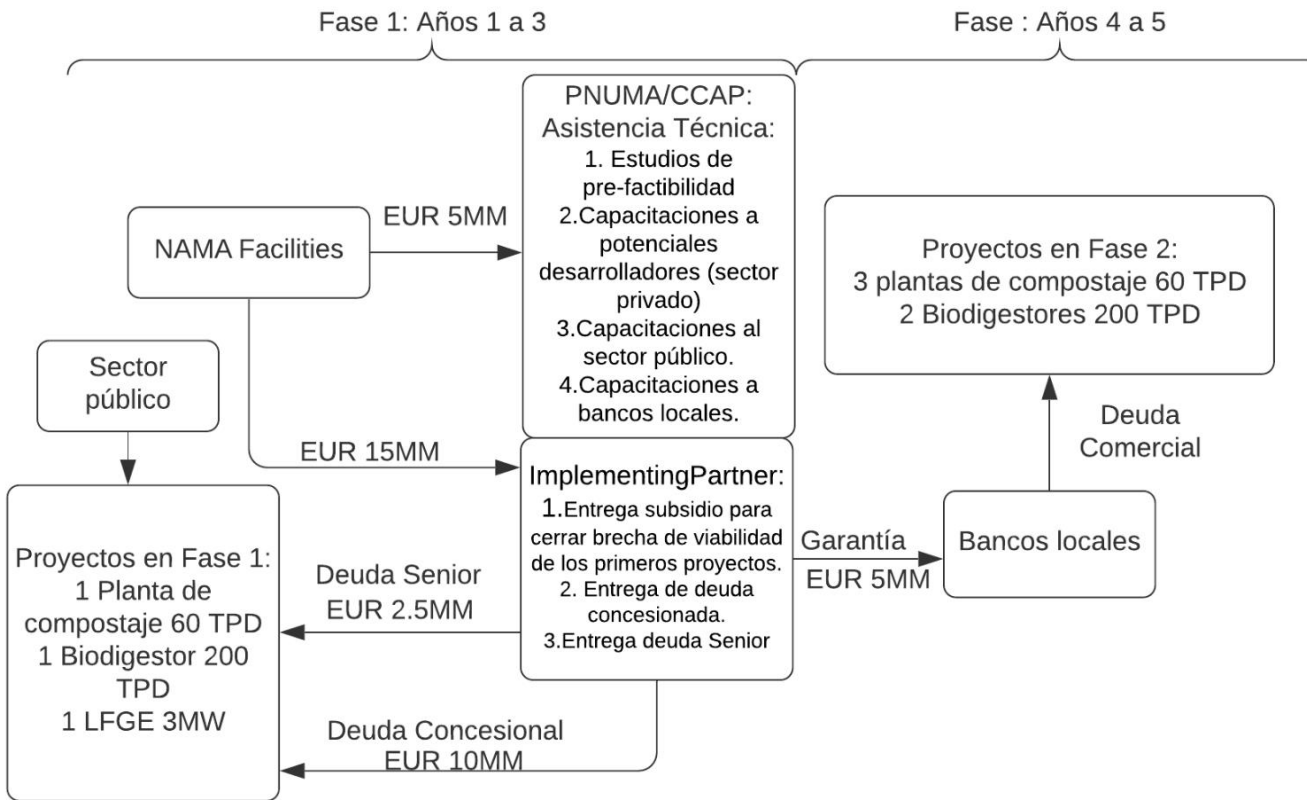 Fase 1: Años 1 a 3
Fase : Años 4 a 5
PNUMA/CCAP:
Asistencia Técnica:
1. Estudios de
pre-factibilidad
2.Capacitaciones a
potenciales
desarrolladores (sector
privado)
3.Capacitaciones al
sector público.
4.Capacitaciones a
bancos locales.
NAMA Facilities
EUR 5MM
EUR 15MM
Sector
público
Proyectos en Fase 1:
1 Planta de
compostaje 60 TPD
1 Biodigestor 200
TPD
1 LFGE 3MW
Deuda Senior
EUR 2.5MM
Deuda Concesional
EUR 10MM
ImplementingPartner:
1.Entrega subsidio para
cerrar brecha de viabilidad
de los primeros proyectos.
2. Entrega de deuda
concesionada.
3.Entrega deuda Senior
Garantía
EUR 5MM
Bancos locales
Deuda
Comercial
Proyectos en Fase 2:
3 plantas de compostaje 60 TPD
2 Biodigestores 200 TPD